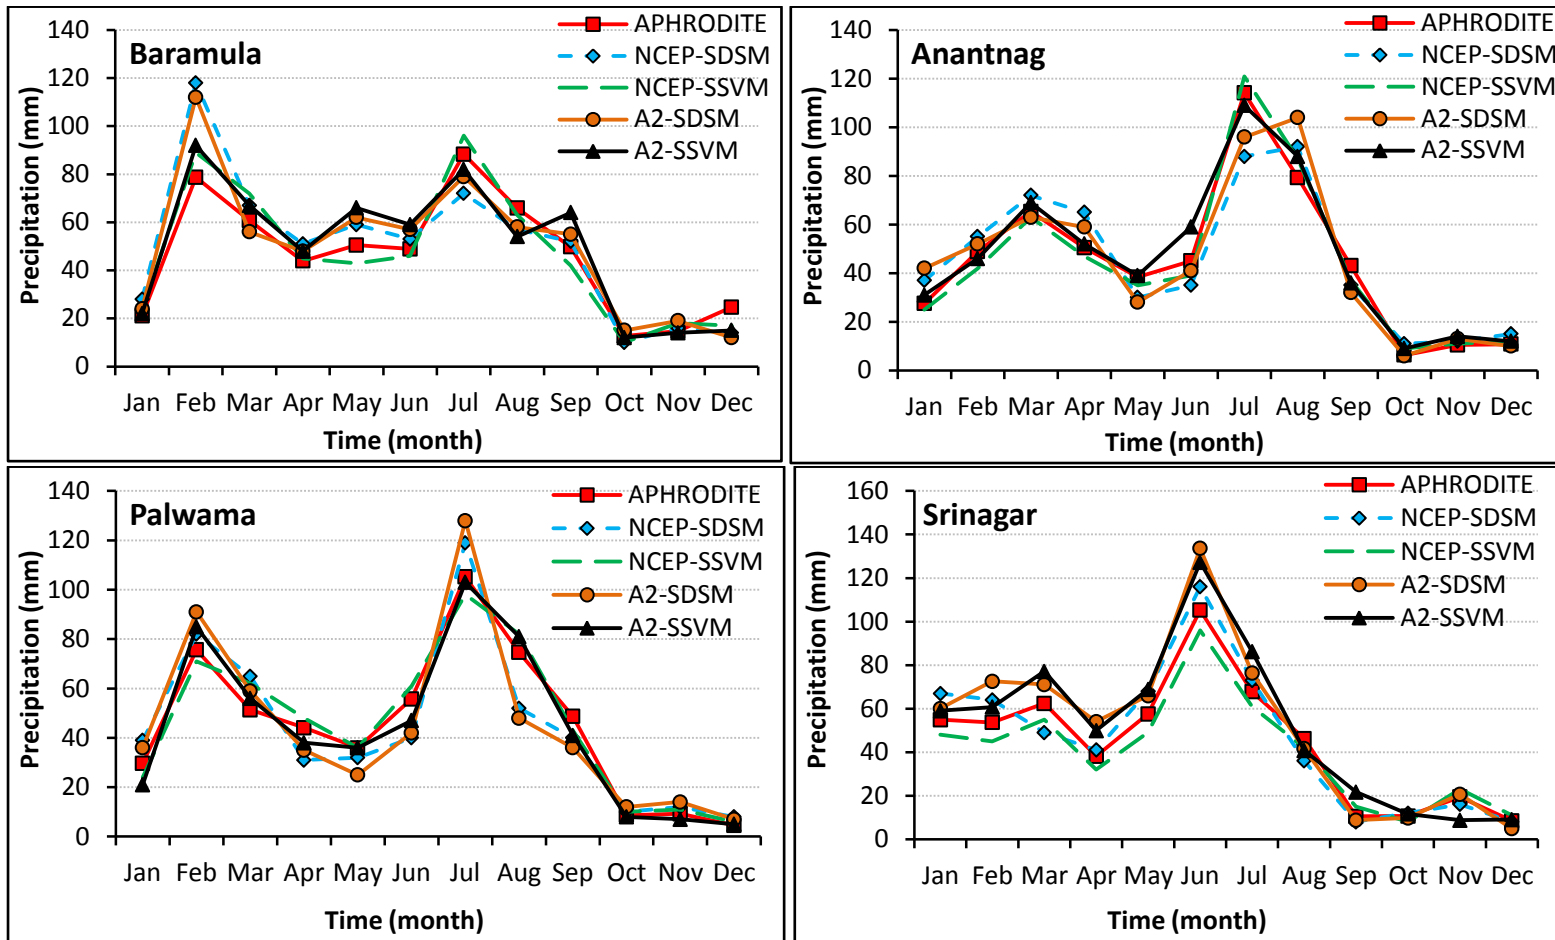 Baramula
APHRODITE
NCEP-SDSM
NCEP-SSVM
A2-SDSM
A2-SSVM
Precipitation (mm)
140
120
100
80
60
40
20
0
Jan Feb Mar Apr May Jun Jul Aug Sep Oct Nov Dec
Time (month)
Anantnag
APHRODITE
NCEP-SDSM
NCEP-SSVM
A2-SDSM
A2-SSVM
Precipitation (mm)
140
120
100
80
60
40
20
0
Jan Feb Mar Apr May Jun Jul Aug Sep Oct Nov Dec
Time (month)
Palwama
APHRODITE
NCEP-SDSM
NCEP-SSVM
A2-SDSM
A2-SSVM
Precipitation (mm)
140
120
100
80
60
40
20
0
Jan Feb Mar Apr May Jun Jul Aug Sep Oct Nov Dec
Time (month)
Srinagar
APHRODITE
NCEP-SDSM
NCEP-SSVM
A2-SDSM
A2-SSVM
Precipitation (mm)
160
140
120
100
80
60
40
20
0
Jan Feb Mar Apr May Jun Jul Aug Sep Oct Nov Dec
Time (month)